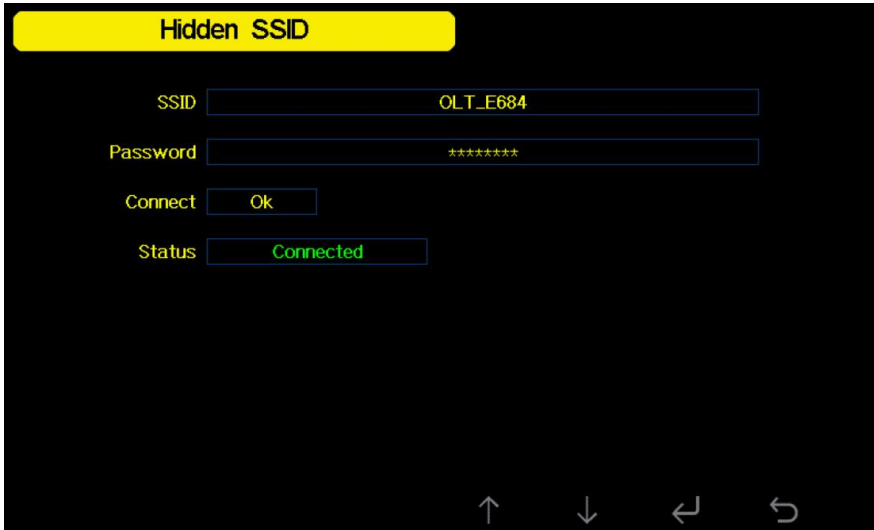 Hidden SSID
SSID OLT_E684
Password ********
Connect Ok
Status Connected